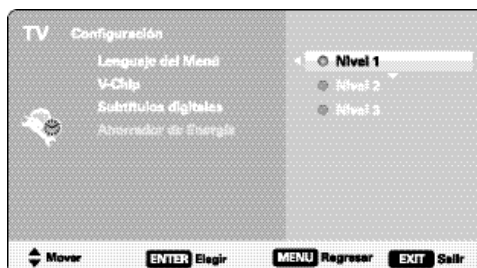 TV Configuración
Lenguaje del Menú
V-Chip
Subtítulos digitales
Ahorrador de Energía
Nivel 1
Nivel 2
Nivel 3
Mover ENTER Elegir MENU Regresar EXIT Salir